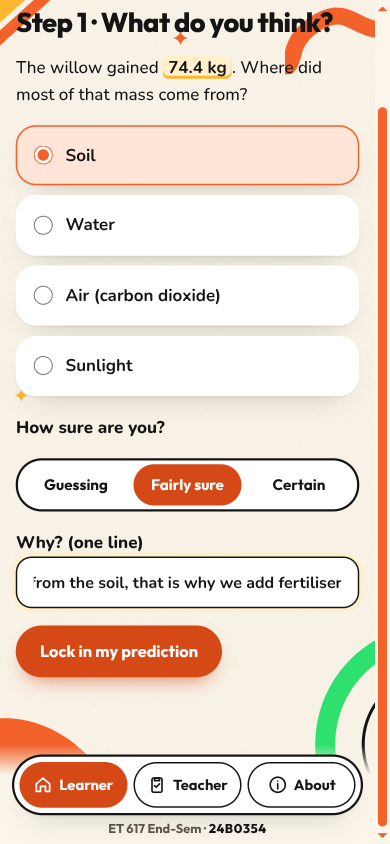 Step 1 · What do you think?
The willow gained 74.4 kg. Where did
most of that mass come from?
Soil
Water
Air (carbon dioxide)
Sunlight
How sure are you?
Guessing Fairly sure Certain
Why? (one line)
from the soil, that is why we add fertiliser
Lock in my prediction
Learner Teacher About
ET 617 End-Sem · 24B0354